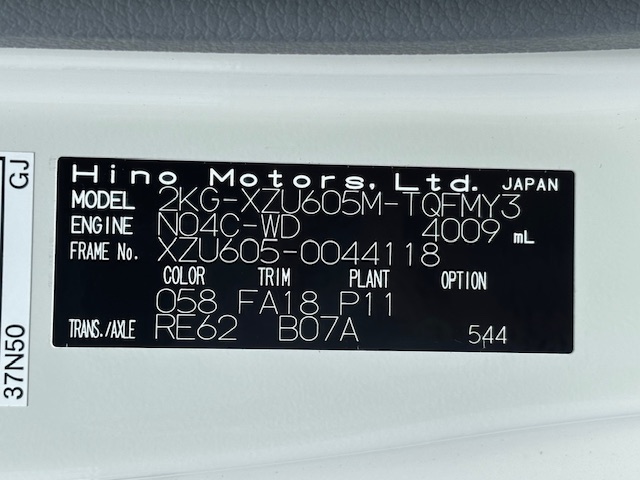 Hino Motors, Ltd. JAPAN
MODEL 2KG-XZU605M-TQFMY3
ENGINE N04C-WD 4009 mL
FRAME No. XZU605-0044118
COLOR TRIM PLANT OPTION
058 FA18 P11
TRANS./AXLE RE62 B07A 544
GJ
37N50